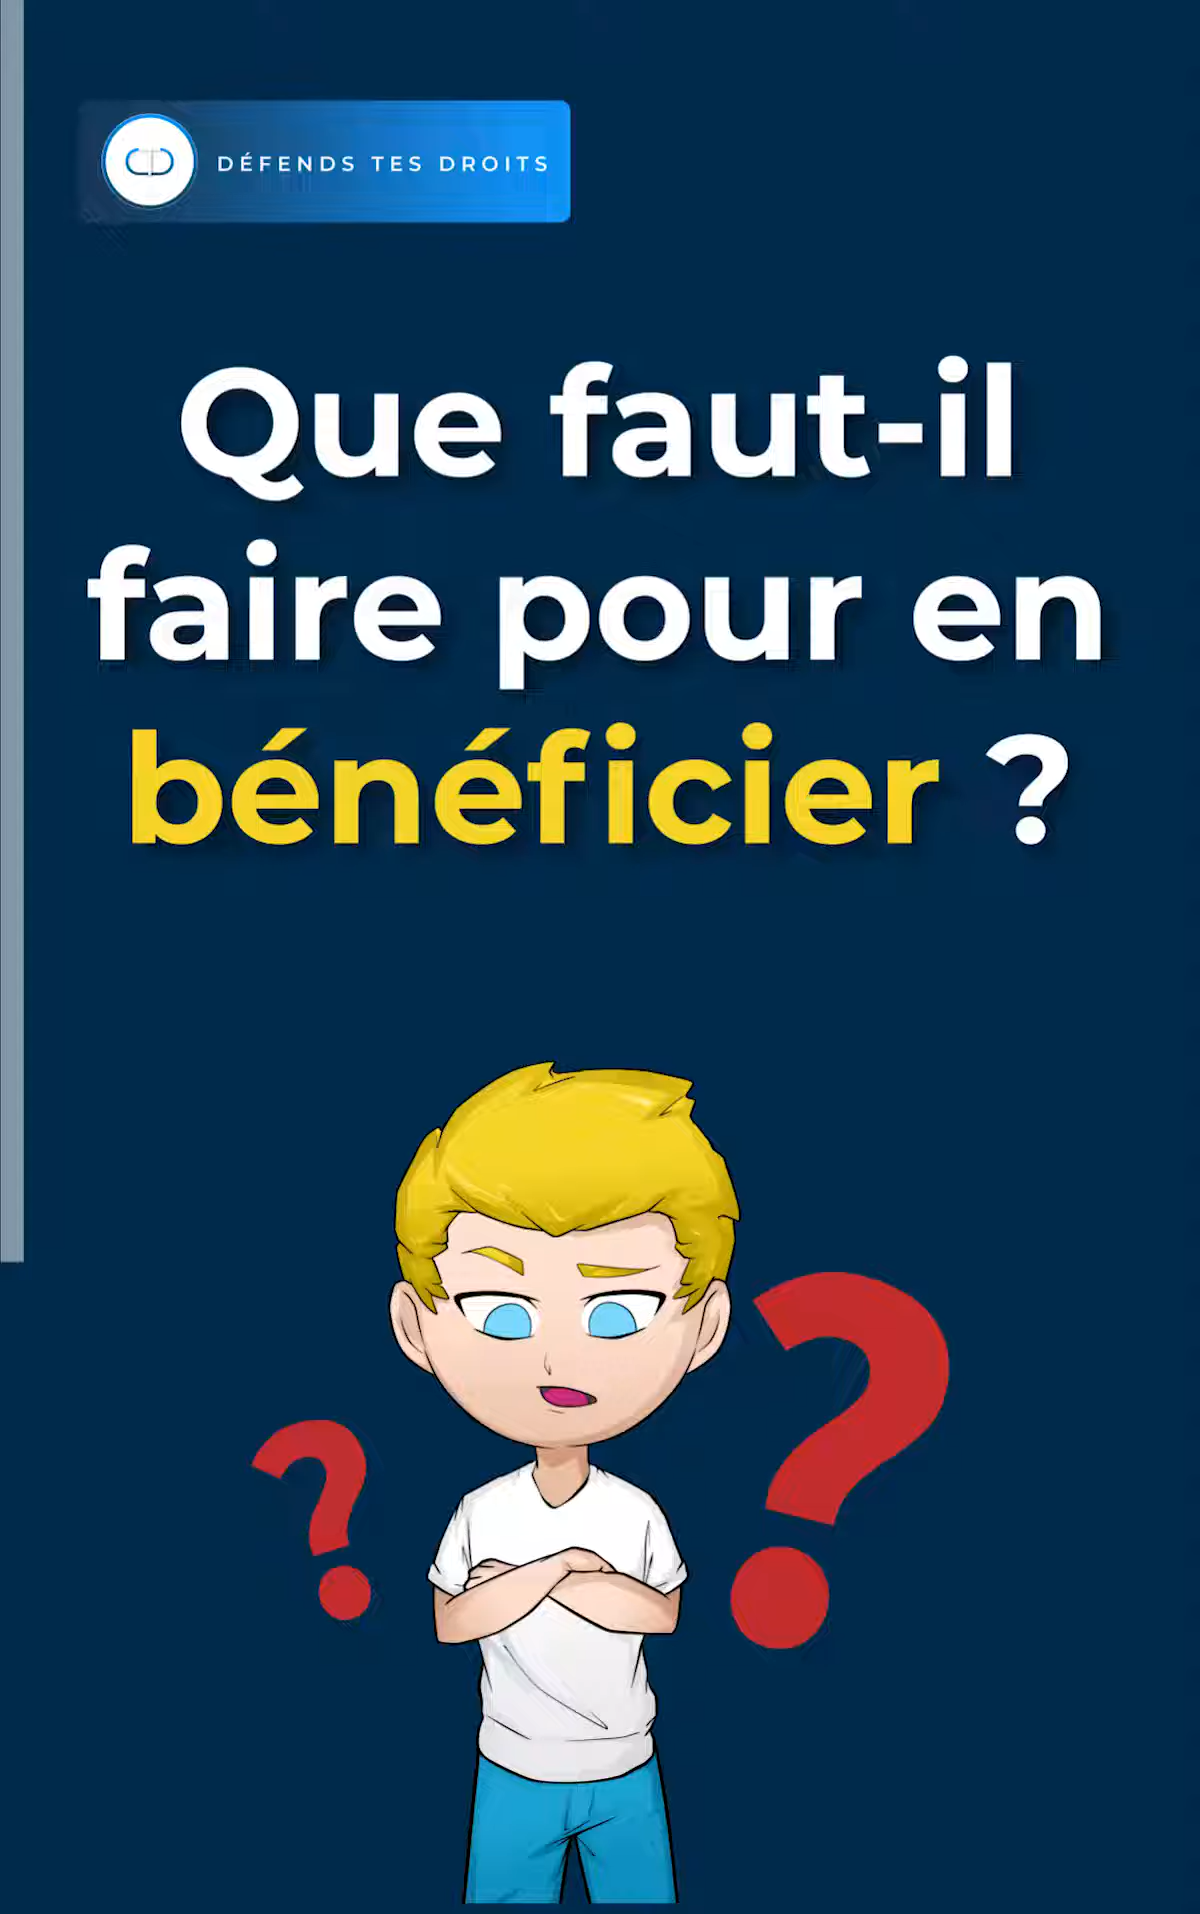 DÉFENDS TES DROITS
Que faut-il
faire pour en
bénéficier ?
? ?